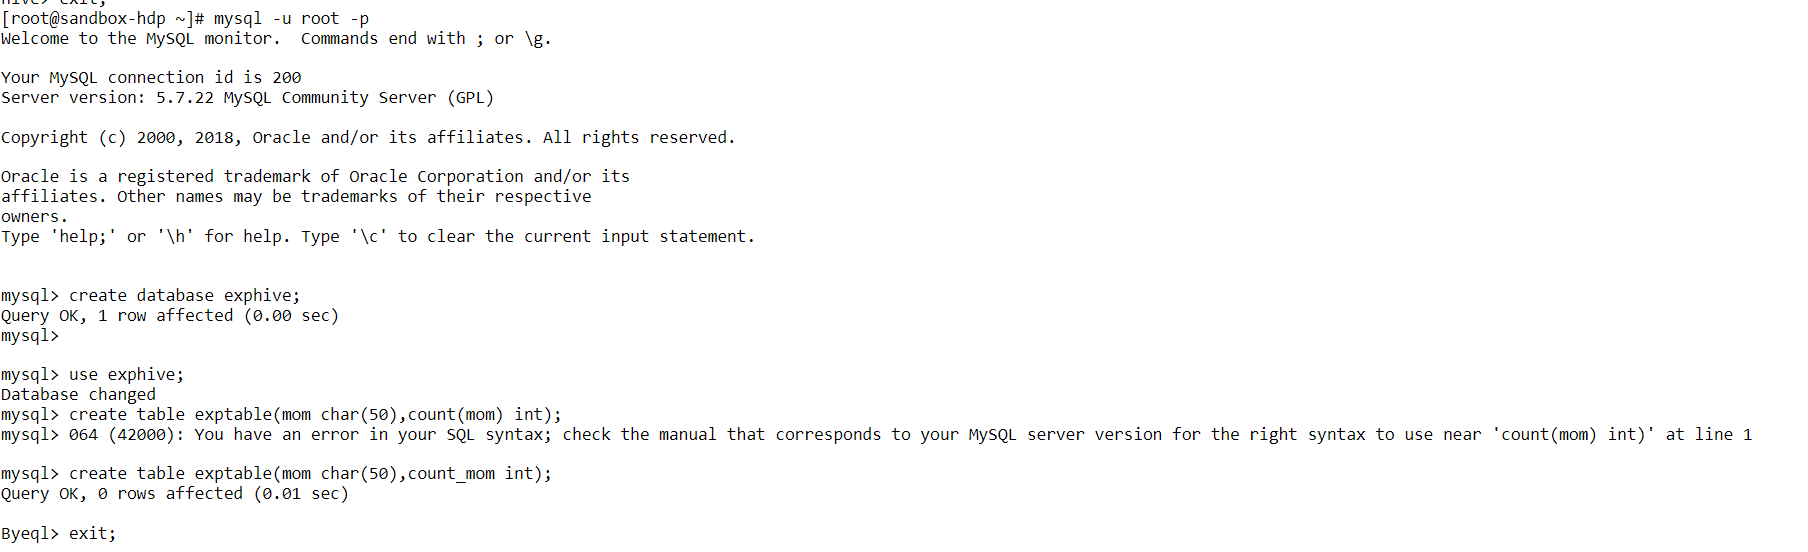 hive> exit;
[root@sandbox-hdp ~]# mysql -u root -p
Welcome to the MySQL monitor.  Commands end with ; or \g.
Your MySQL connection id is 200
Server version: 5.7.22 MySQL Community Server (GPL)
Copyright (c) 2000, 2018, Oracle and/or its affiliates. All rights reserved.
Oracle is a registered trademark of Oracle Corporation and/or its
affiliates. Other names may be trademarks of their respective
owners.
Type 'help;' or '\h' for help. Type '\c' to clear the current input statement.
mysql> create database exphive;
Query OK, 1 row affected (0.00 sec)
mysql>
mysql> use exphive;
Database changed
mysql> create table exptable(mom char(50),count(mom) int);
mysql> 064 (42000): You have an error in your SQL syntax; check the manual that corresponds to your MySQL server version for the right syntax to use near 'count(mom) int)' at line 1
mysql> create table exptable(mom char(50),count_mom int);
Query OK, 0 rows affected (0.01 sec)
Byeql> exit;